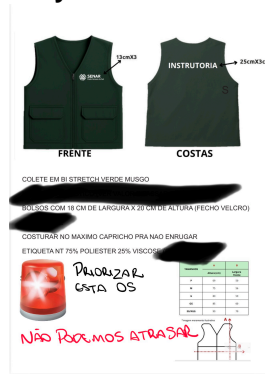 13cmX3
SENAR
INSTRUTORIA
25cmX3c
S
FRENTE
COSTAS
COLETE EM BI STRETCH VERDE MUSGO
BOLSOS COM 18 CM DE LARGURA X 20 CM DE ALTURA (FECHO VELCRO)
COSTURAR NO MAXIMO CAPRICHO PRA NAO ENRUGAR
ETIQUETA NT 75% POLIESTER 25% VISCOSE
PRIORIZAR
ESTA OS
NÃO PODEMOS ATRASAR